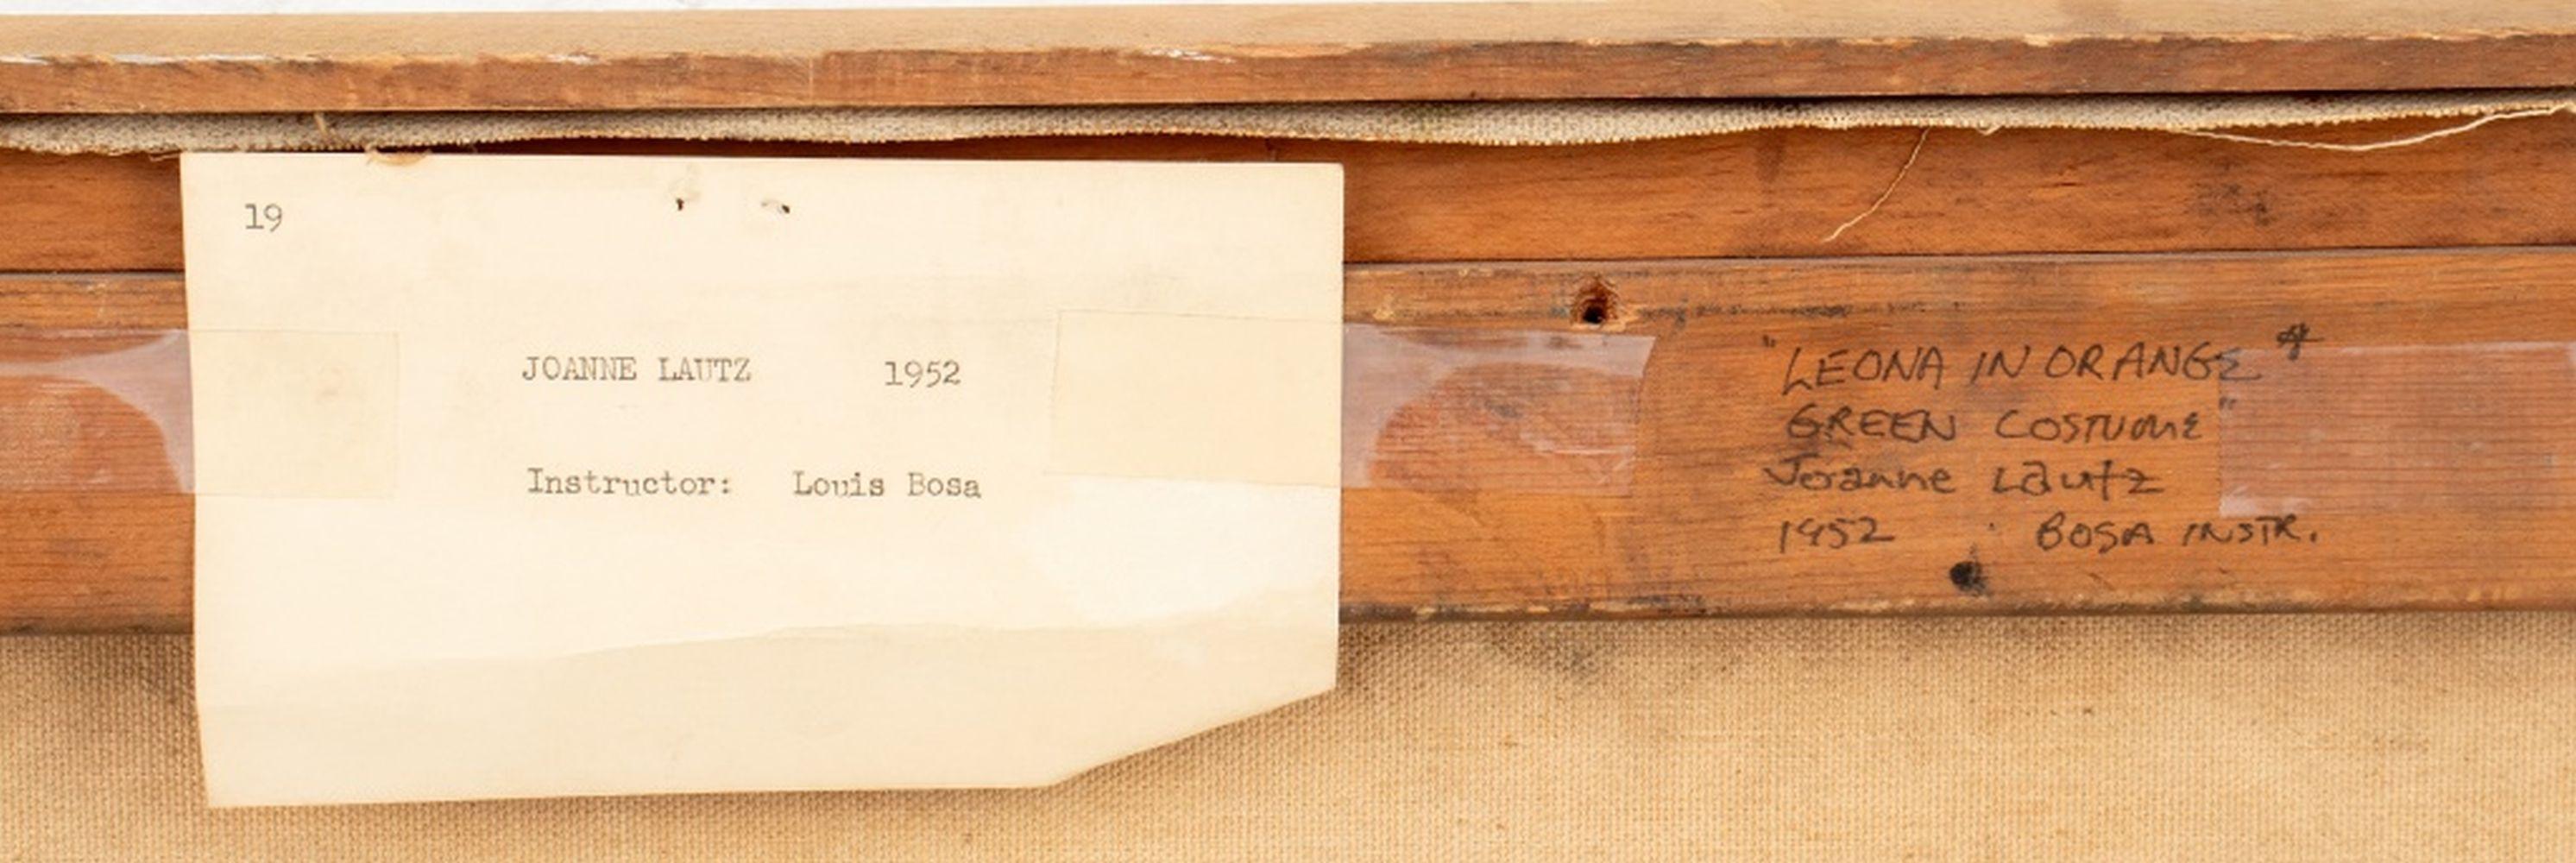 19
JOANNE LAUTZ 1952
Instructor: Louis Bosa
"LEONA IN ORANGE &
GREEN COSTUME"
Joanne Lautz
1952 BOSA INSTR.